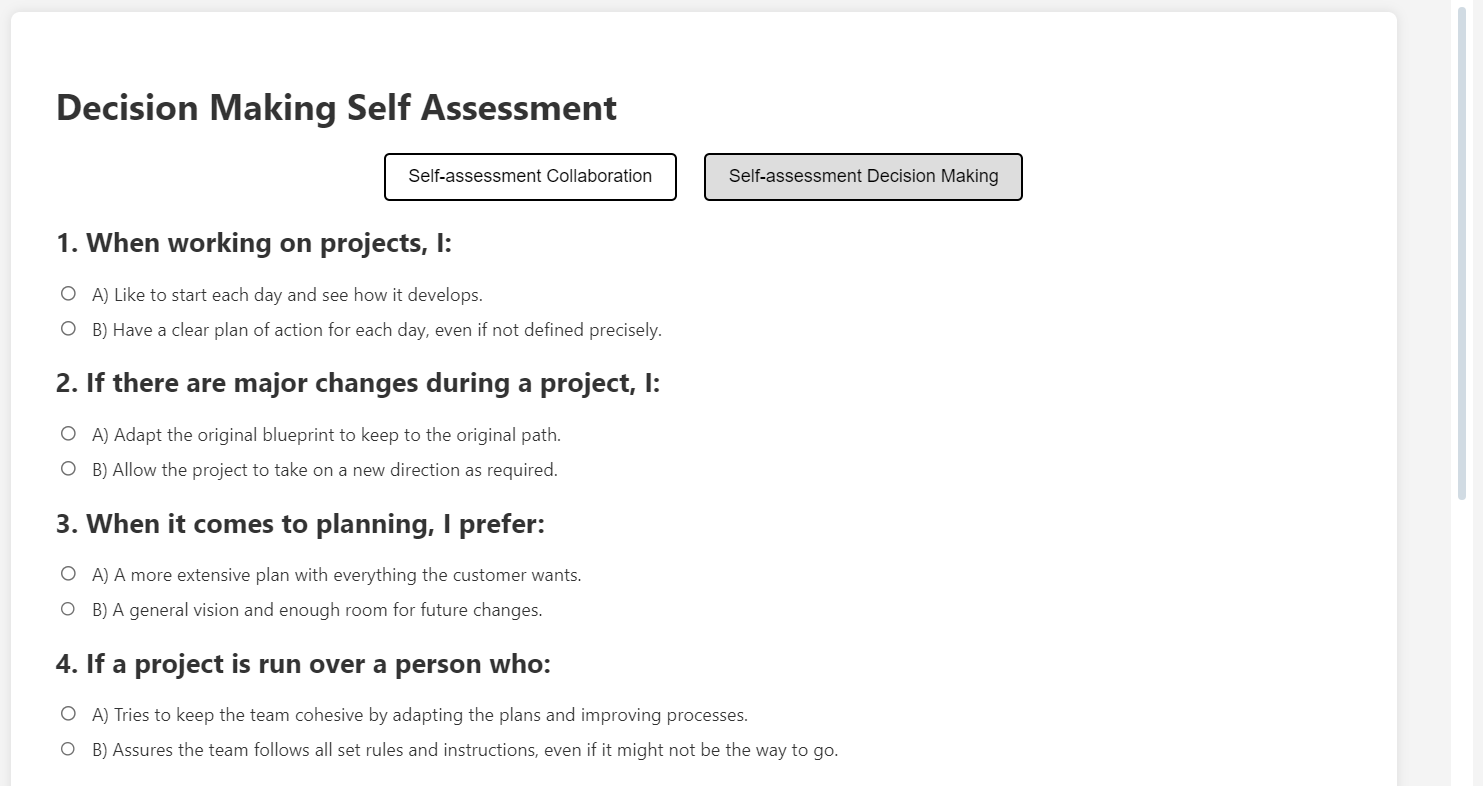 Decision Making Self Assessment
Self-assessment Collaboration
Self-assessment Decision Making
1. When working on projects, I:
A) Like to start each day and see how it develops.
B) Have a clear plan of action for each day, even if not defined precisely.
2. If there are major changes during a project, I:
A) Adapt the original blueprint to keep to the original path.
B) Allow the project to take on a new direction as required.
3. When it comes to planning, I prefer:
A) A more extensive plan with everything the customer wants.
B) A general vision and enough room for future changes.
4. If a project is run over a person who:
A) Tries to keep the team cohesive by adapting the plans and improving processes.
B) Assures the team follows all set rules and instructions, even if it might not be the way to go.